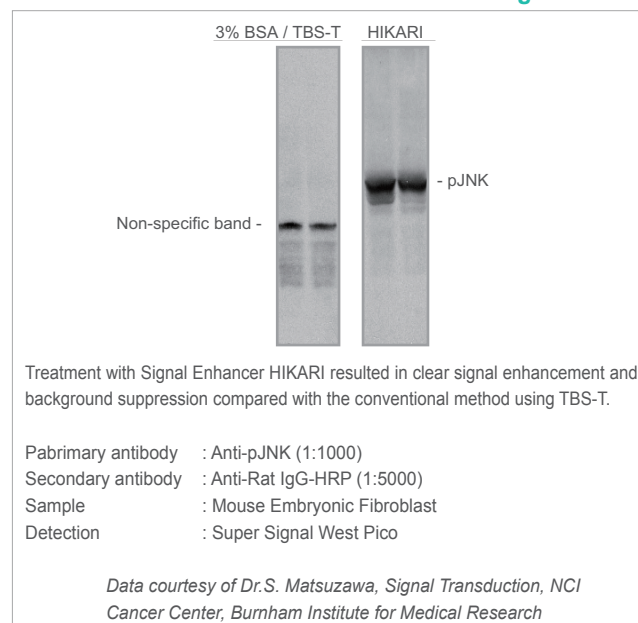 3% BSA / TBS-T HIKARI
- pJNK
Non-specific band -
Treatment with Signal Enhancer HIKARI resulted in clear signal enhancement and
background suppression compared with the conventional method using TBS-T.
Pabrimary antibody : Anti-pJNK (1:1000)
Secondary antibody : Anti-Rat IgG-HRP (1:5000)
Sample : Mouse Embryonic Fibroblast
Detection : Super Signal West Pico
Data courtesy of Dr.S. Matsuzawa, Signal Transduction, NCI
Cancer Center, Burnham Institute for Medical Research